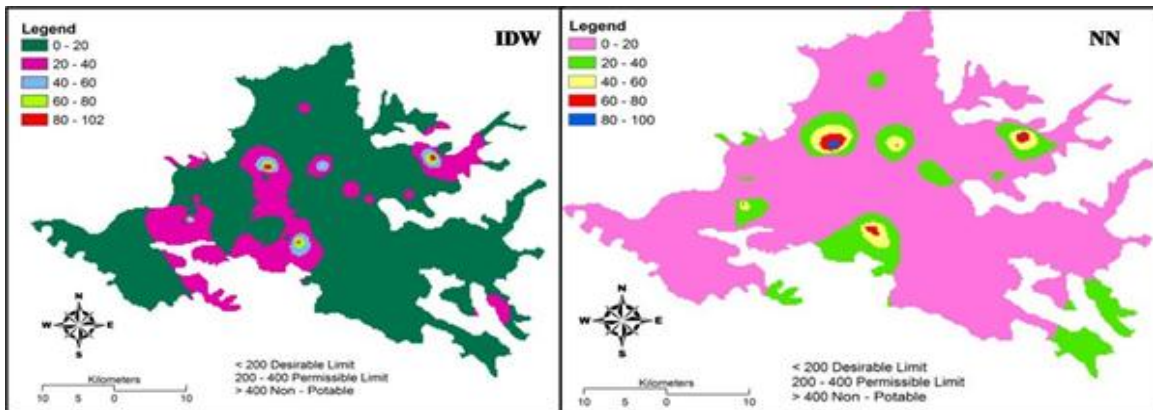 Legend
0 - 20
20 - 40
40 - 60
60 - 80
80 - 102
IDW
N
W E
S
Kilometers
10 5 0 10
< 200 Desirable Limit
200 - 400 Permissible Limit
> 400 Non - Potable
Legend
0 - 20
20 - 40
40 - 60
60 - 80
80 - 100
NN
N
W E
S
Kilometers
10 5 0 10
< 200 Desirable Limit
200 - 400 Permissible Limit
> 400 Non - Potable